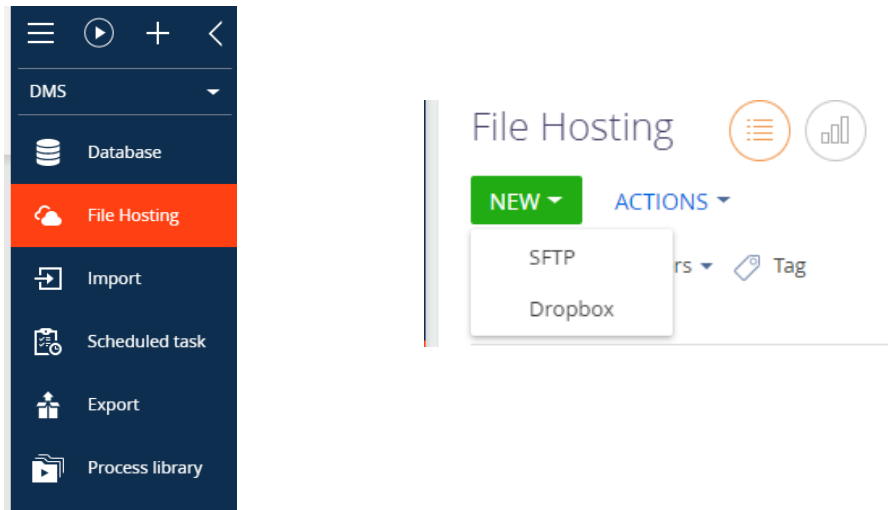 DMS
Database
File Hosting
Import
Scheduled task
Export
Process library
File Hosting
NEW ACTIONS
SFTP
rs Tag
Dropbox